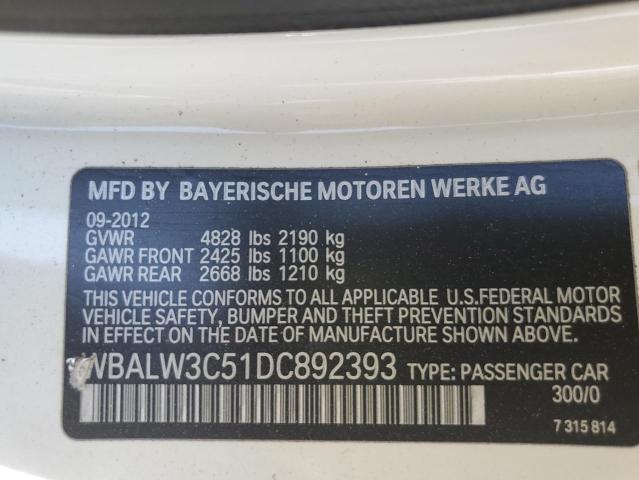 MFD BY BAYERISCHE MOTOREN WERKE AG
09-2012
GVWR 4828 lbs 2190 kg
GAWR FRONT 2425 lbs 1100 kg
GAWR REAR 2668 lbs 1210 kg
THIS VEHICLE CONFORMS TO ALL APPLICABLE U.S.FEDERAL MOTOR
VEHICLE SAFETY, BUMPER AND THEFT PREVENTION STANDARDS
IN EFFECT ON THE DATE OF MANUFACTURE SHOWN ABOVE.
WBALW3C51DC892393 TYPE: PASSENGER CAR
300/0
7 315 814